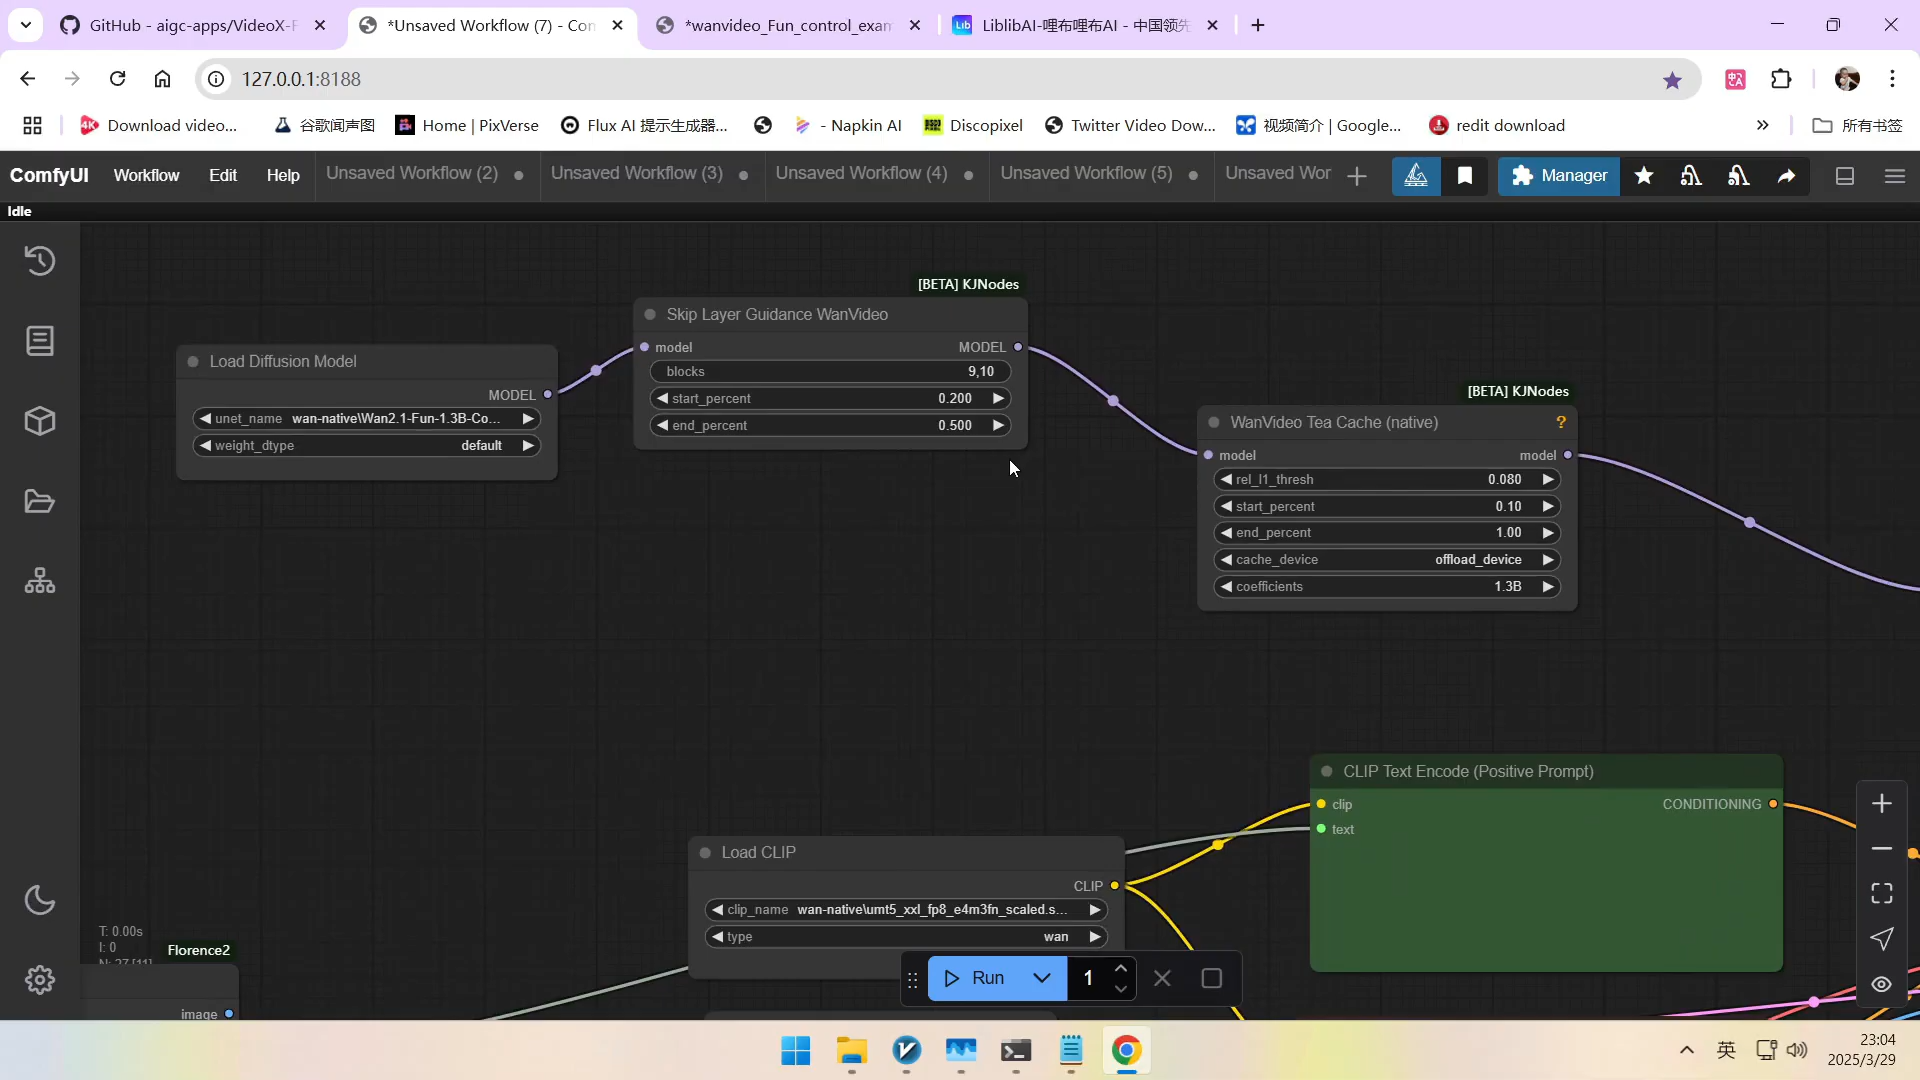 GitHub - aigc-apps/VideoX-F
*Unsaved Workflow (7) - Con
*wanvideo_Fun_control_exam
LiblibAI-哩布哩布AI - 中国领先
127.0.0.1:8188
Download video...
谷歌闻声图
Home | PixVerse
Flux AI 提示生成器...
- Napkin AI
Discopixel
Twitter Video Dow...
视频简介 | Google...
redit download
所有书签
ComfyUI
Workflow
Edit
Help
Unsaved Workflow (2)
Unsaved Workflow (3)
Unsaved Workflow (4)
Unsaved Workflow (5)
Unsaved Wor
Manager
Idle
[BETA] KJNodes
Skip Layer Guidance WanVideo
model MODEL
blocks 9,10
start_percent 0.200
end_percent 0.500
Load Diffusion Model
MODEL
unet_name wan-native\Wan2.1-Fun-1.3B-Co...
weight_dtype default
[BETA] KJNodes
WanVideo Tea Cache (native) ?
model model
rel_l1_thresh 0.080
start_percent 0.10
end_percent 1.00
cache_device offload_device
coefficients 1.3B
CLIP Text Encode (Positive Prompt)
clip CONDITIONING
text
Load CLIP
CLIP
clip_name wan-native\umt5_xxl_fp8_e4m3fn_scaled.s...
type wan
T: 0.00s
I: 0
N: 27 [11]
Florence2
image
Run
1
英
23:04
2025/3/29